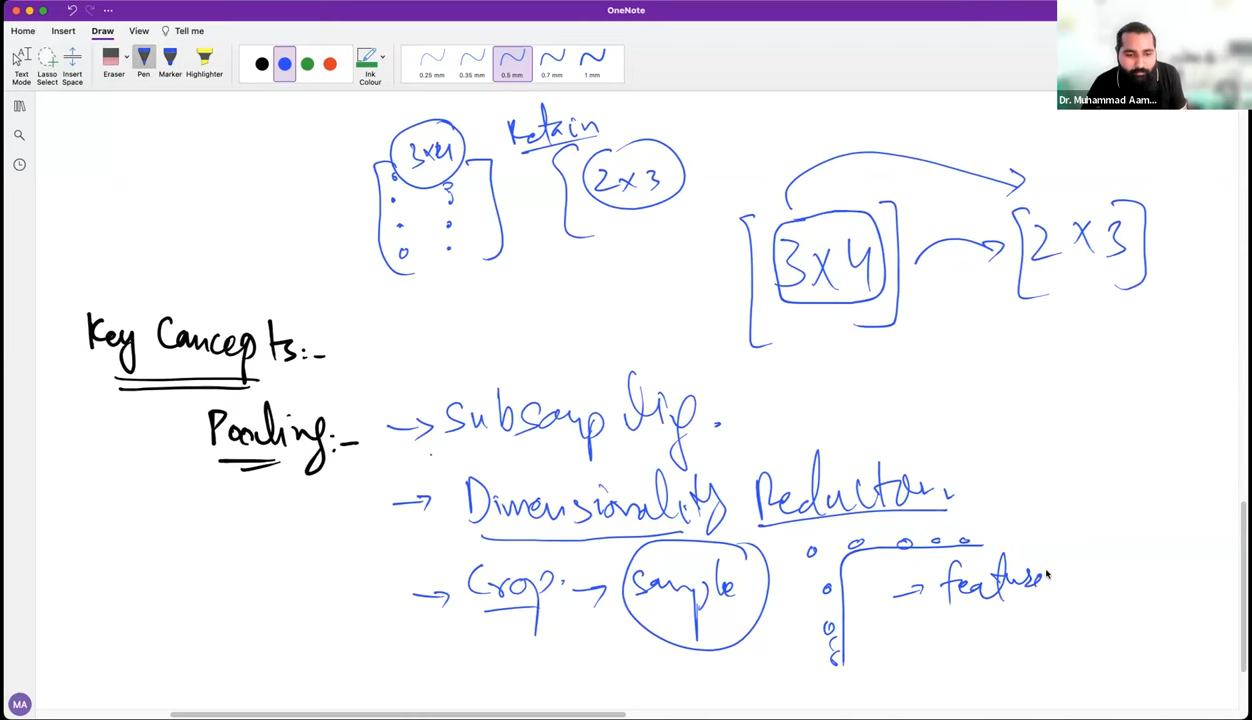 OneNote
Home Insert Draw View Tell me
Text Mode
Lasso Select
Insert Space
Eraser
Pen
Marker
Highlighter
Ink Colour
0.25 mm
0.35 mm
0.5 mm
0.7 mm
1 mm
Dr. Muhammad Aam...
Retain
3x4
2x3
3
3x4
2x3
Key Concepts:-
Pooling:-
→ Subsampling.
→ Dimensionality Reduction.
→ Crop. → sample
→ feature
MA